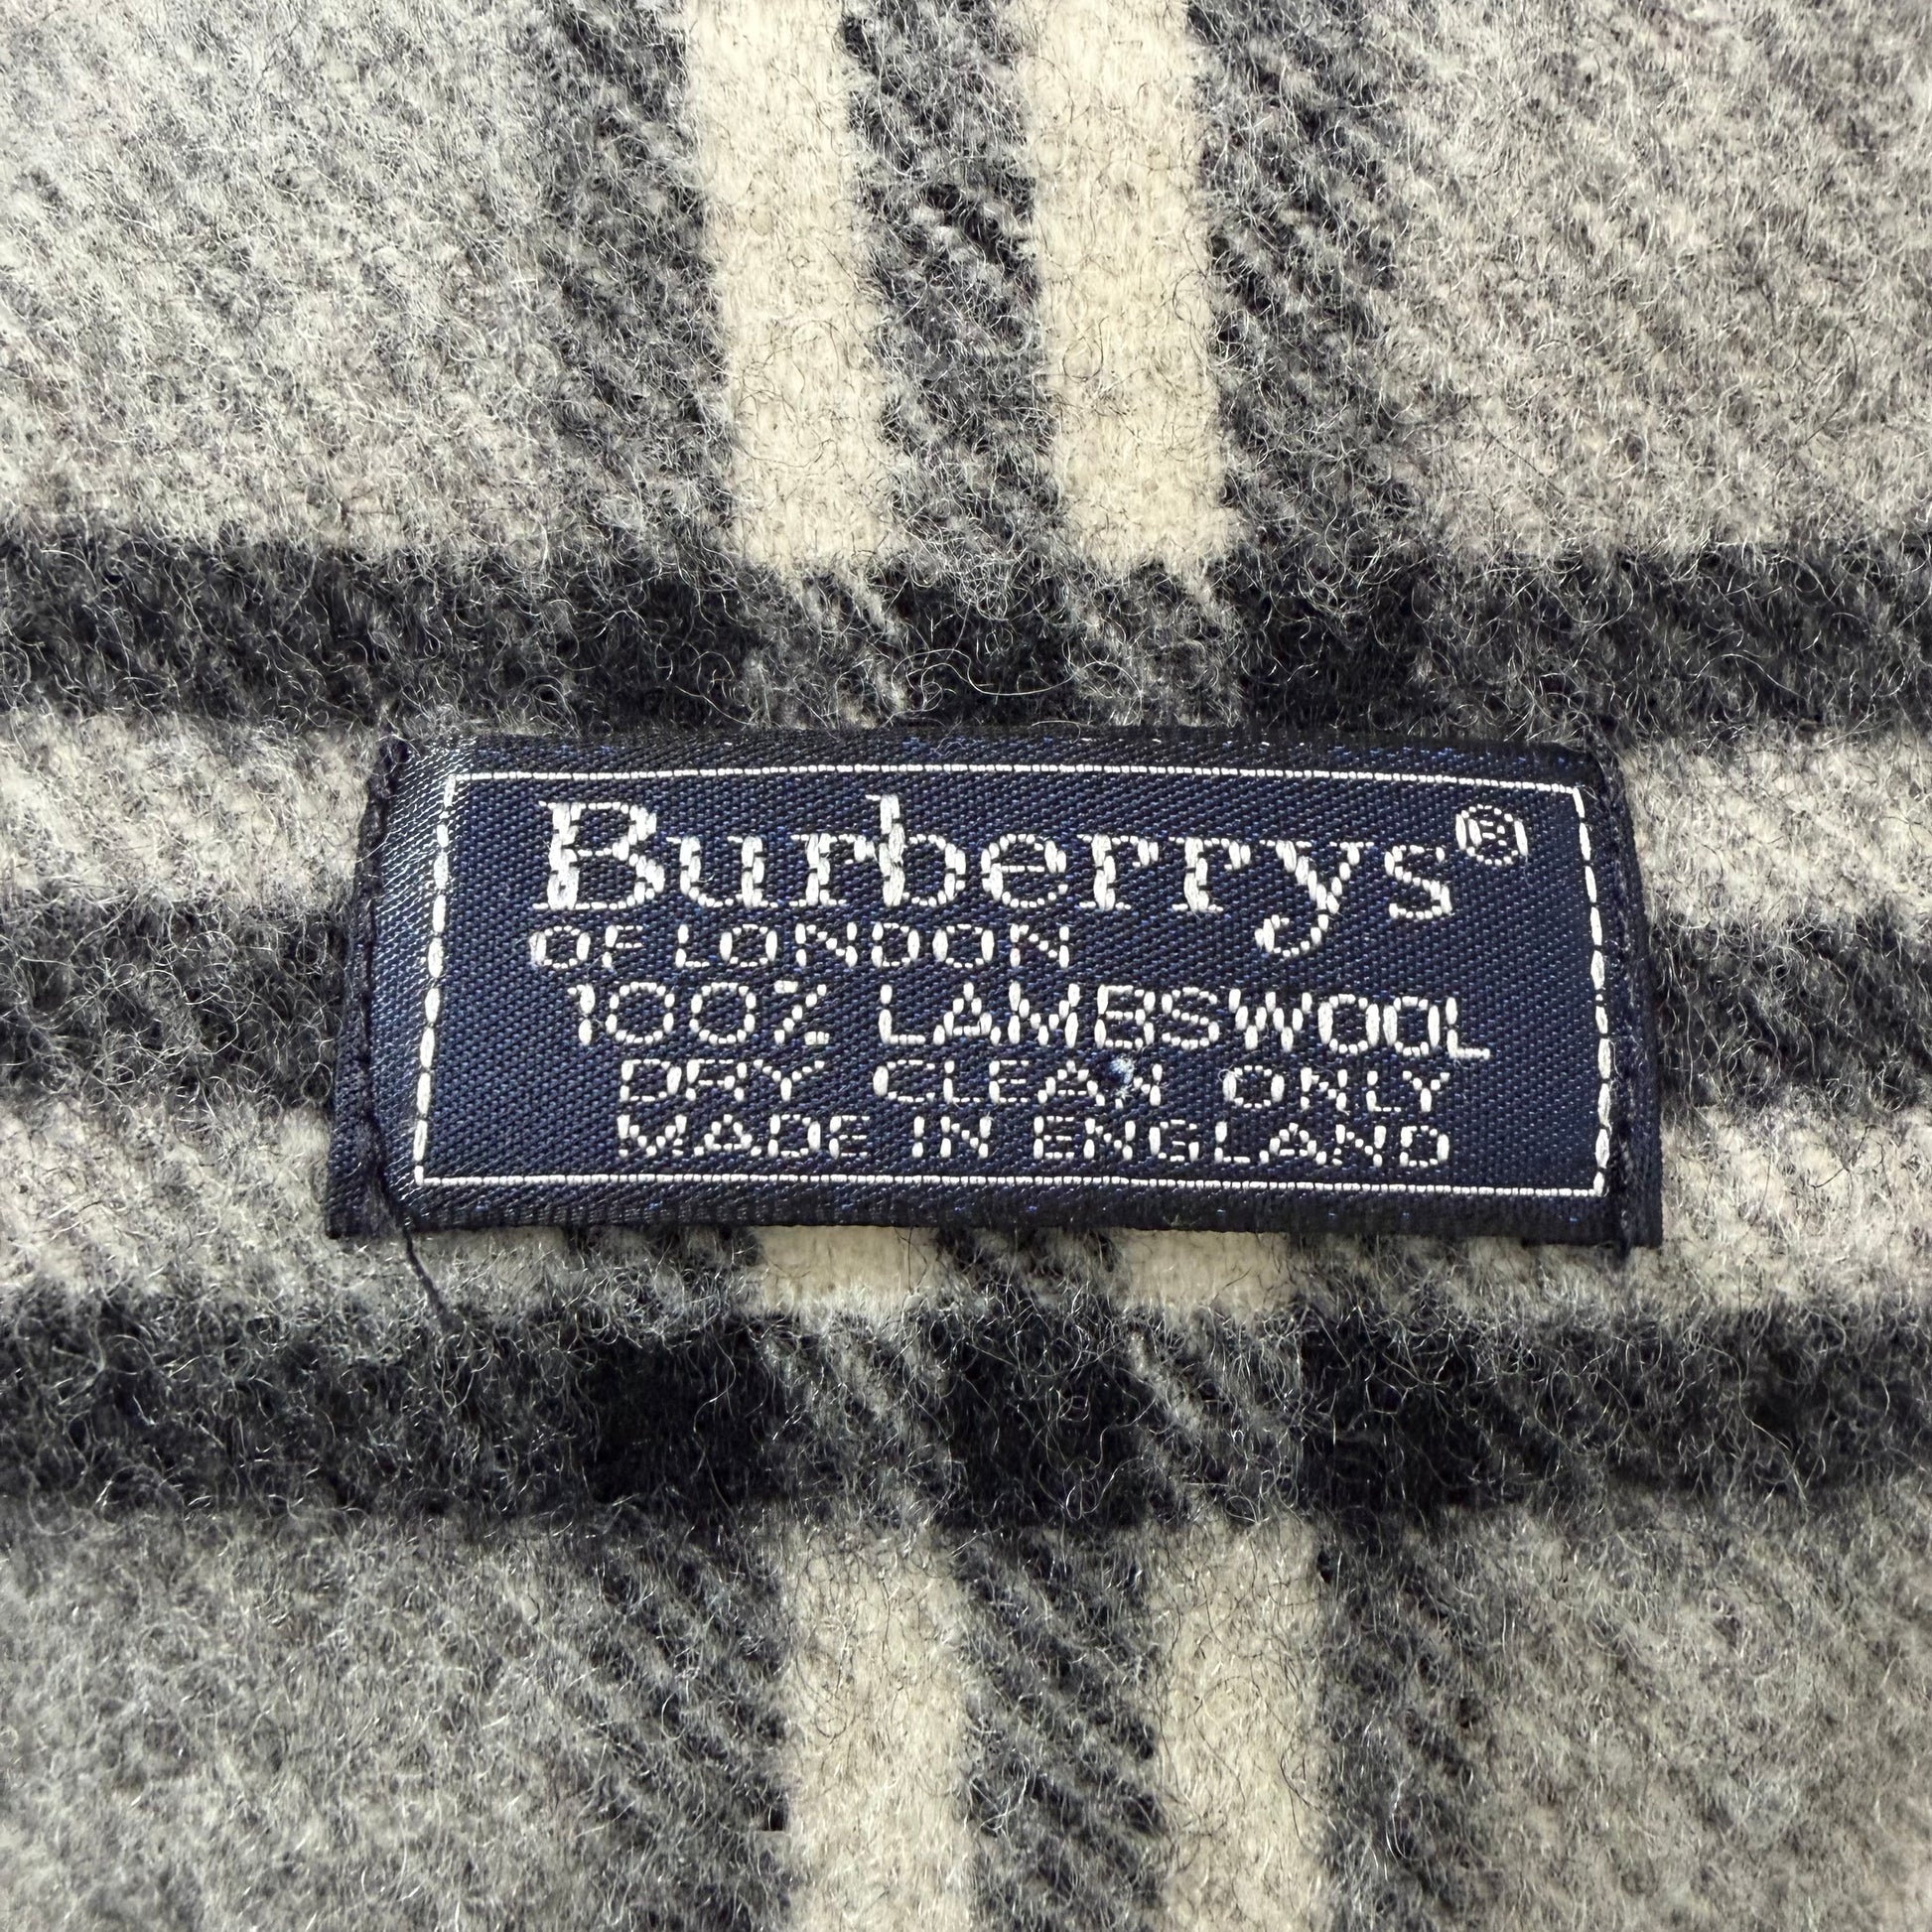 Burberrys®
OF LONDON
100% LAMBSWOOL
DRY CLEAN ONLY
MADE IN ENGLAND